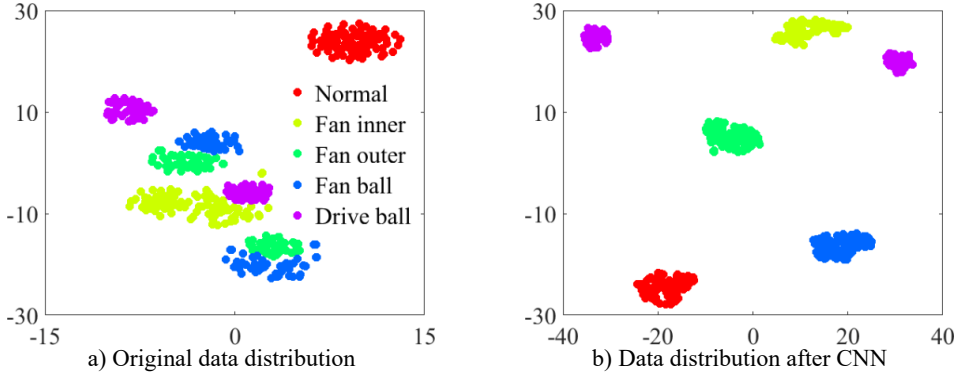 30
10
-10
-30
-15
0
15
Normal
Fan inner
Fan outer
Fan ball
Drive ball
a) Original data distribution
30
10
-10
-30
-40
-20
0
20
40
b) Data distribution after CNN